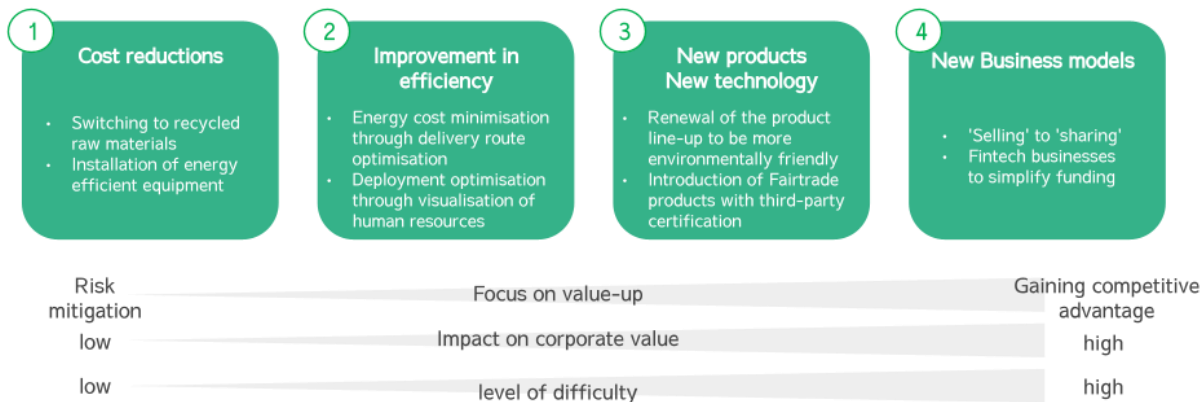 1
Cost reductions
• Switching to recycled
raw materials
• Installation of energy
efficient equipment
2
Improvement in
efficiency
• Energy cost minimisation
through delivery route
optimisation
• Deployment optimisation
through visualisation of
human resources
3
New products
New technology
• Renewal of the product
line-up to be more
environmentally friendly
• Introduction of Fairtrade
products with third-party
certification
4
New Business models
• 'Selling' to 'sharing'
• Fintech businesses
to simplify funding
Risk
mitigation
Focus on value-up
Gaining competitive
advantage
low
Impact on corporate value
high
low
level of difficulty
high